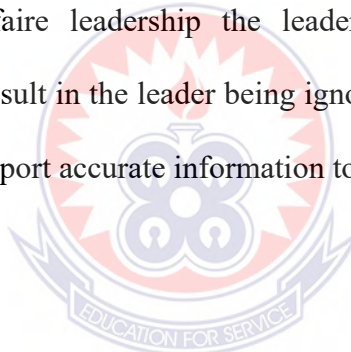 faire leadership the leader
sult in the leader being igno
port accurate information to
EDUCATION FOR SERVICE